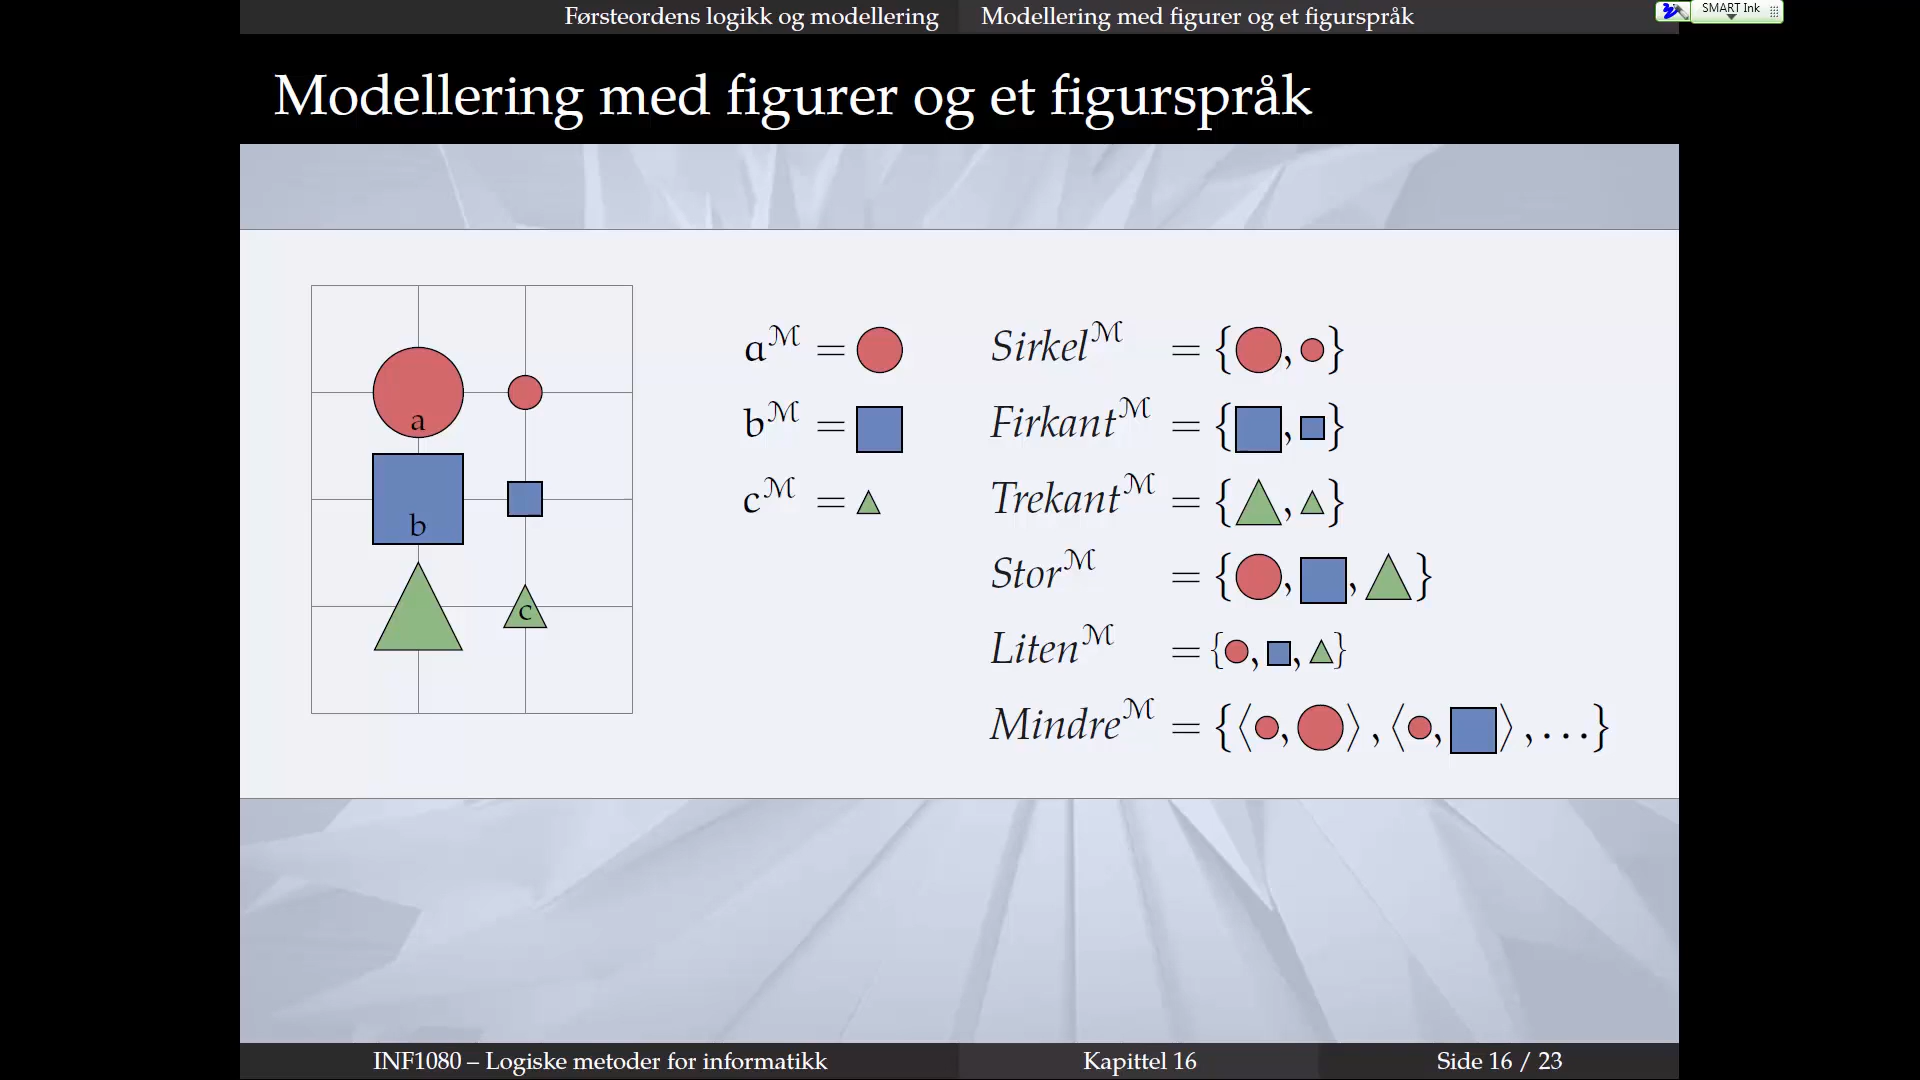 Førsteordens logikk og modellering
Modellering med figurer og et figurspråk
SMART Ink
Modellering med figurer og et figurspråk
a
b
c
aᴹ =
bᴹ =
cᴹ =
Sirkelᴹ = { , }
Firkantᴹ = { , }
Trekantᴹ = { , }
Storᴹ = { , , }
Litenᴹ = { , , }
Mindreᴹ = {⟨ , ⟩ , ⟨ , ⟩ , . . .}
INF1080 – Logiske metoder for informatikk
Kapittel 16
Side 16 / 23